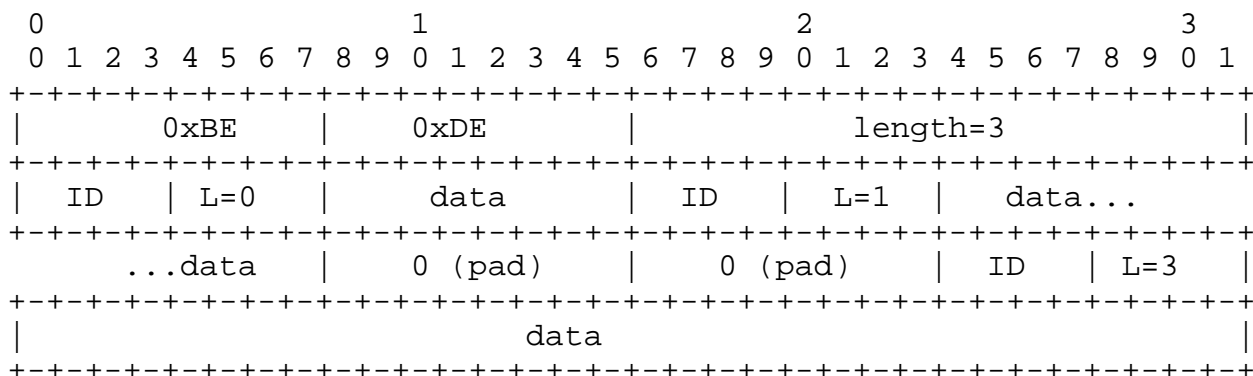 0                   1                   2                   3
 0 1 2 3 4 5 6 7 8 9 0 1 2 3 4 5 6 7 8 9 0 1 2 3 4 5 6 7 8 9 0 1
+-+-+-+-+-+-+-+-+-+-+-+-+-+-+-+-+-+-+-+-+-+-+-+-+-+-+-+-+-+-+-+-+
|       0xBE    |    0xDE       |           length=3            |
+-+-+-+-+-+-+-+-+-+-+-+-+-+-+-+-+-+-+-+-+-+-+-+-+-+-+-+-+-+-+-+-+
|  ID   | L=0   |     data      |  ID   |  L=1  |   data...
+-+-+-+-+-+-+-+-+-+-+-+-+-+-+-+-+-+-+-+-+-+-+-+-+-+-+-+-+-+-+-+-+
      ...data   |    0 (pad)    |    0 (pad)    |  ID   | L=3   |
+-+-+-+-+-+-+-+-+-+-+-+-+-+-+-+-+-+-+-+-+-+-+-+-+-+-+-+-+-+-+-+-+
|                          data                                 |
+-+-+-+-+-+-+-+-+-+-+-+-+-+-+-+-+-+-+-+-+-+-+-+-+-+-+-+-+-+-+-+-+